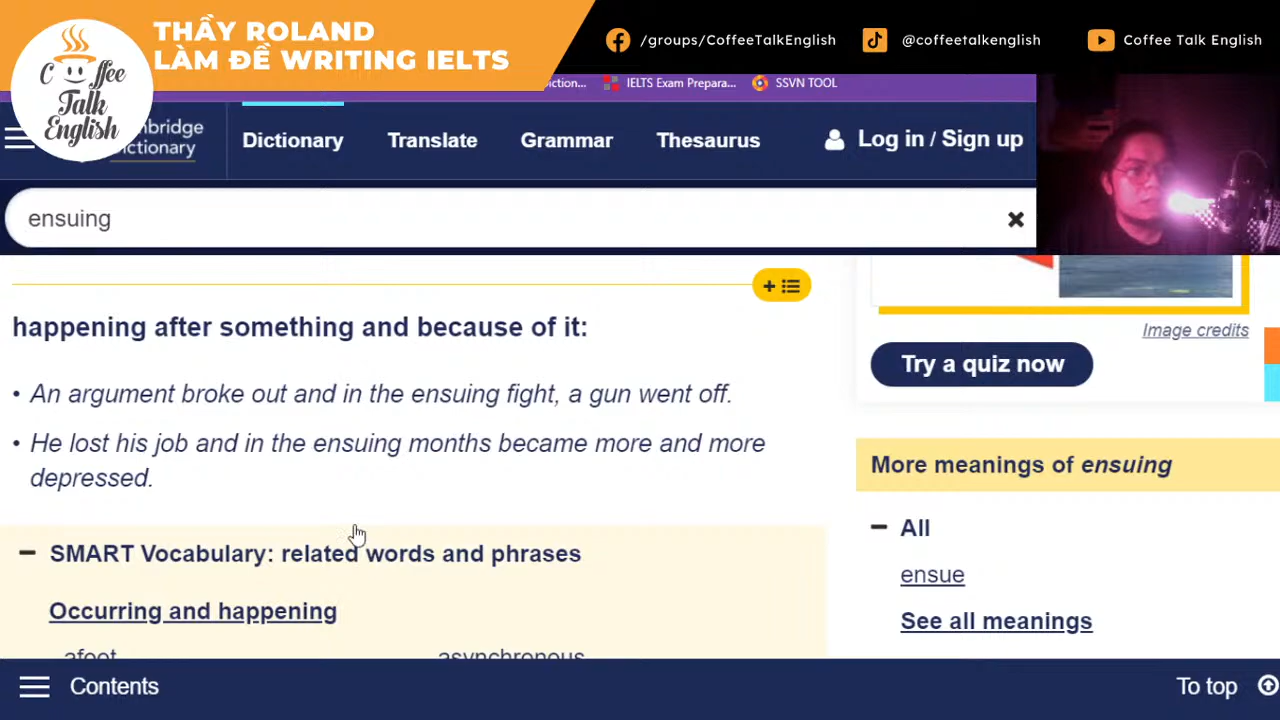 THẦY ROLAND
LÀM ĐỀ WRITING IELTS
/groups/CoffeeTalkEnglish
@coffeetalkenglish
Coffee Talk English
Coffee
Talk
English
IELTS Exam Prepara...
SSVN TOOL
Dictionary
Translate
Grammar
Thesaurus
Log in / Sign up
ensuing
happening after something and because of it:
• An argument broke out and in the ensuing fight, a gun went off.
• He lost his job and in the ensuing months became more and more
depressed.
SMART Vocabulary: related words and phrases
Occurring and happening
afoot
asynchronous
Image credits
Try a quiz now
More meanings of ensuing
All
ensue
See all meanings
Contents
To top